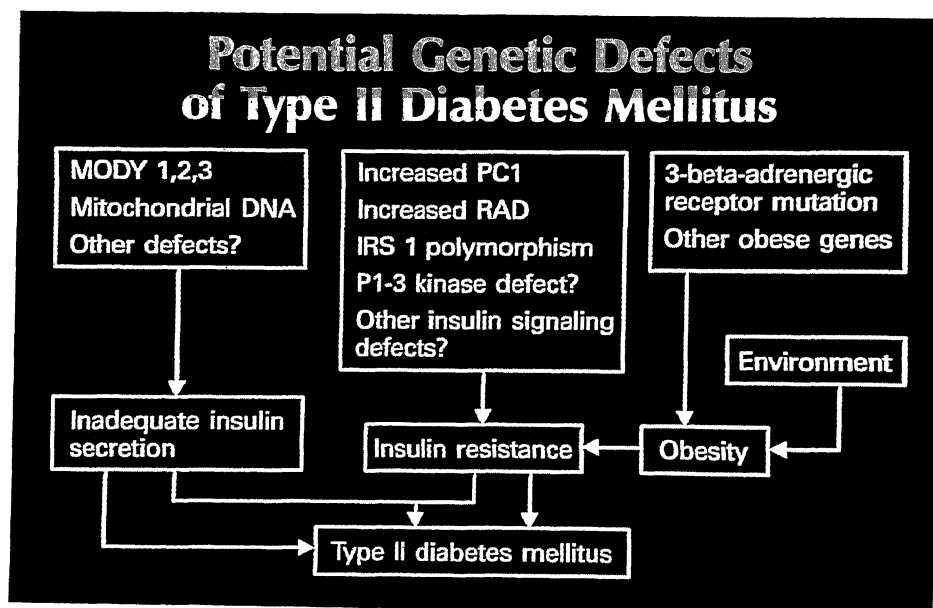 Potential Genetic Defects
of Type II Diabetes Mellitus
MODY 1,2,3
Mitochondrial DNA
Other defects?
Increased PC1
Increased RAD
IRS 1 polymorphism
P1-3 kinase defect?
Other insulin signaling
defects?
3-beta-adrenergic
receptor mutation
Other obese genes
Environment
Inadequate insulin
secretion
Insulin resistance
Obesity
Type II diabetes mellitus